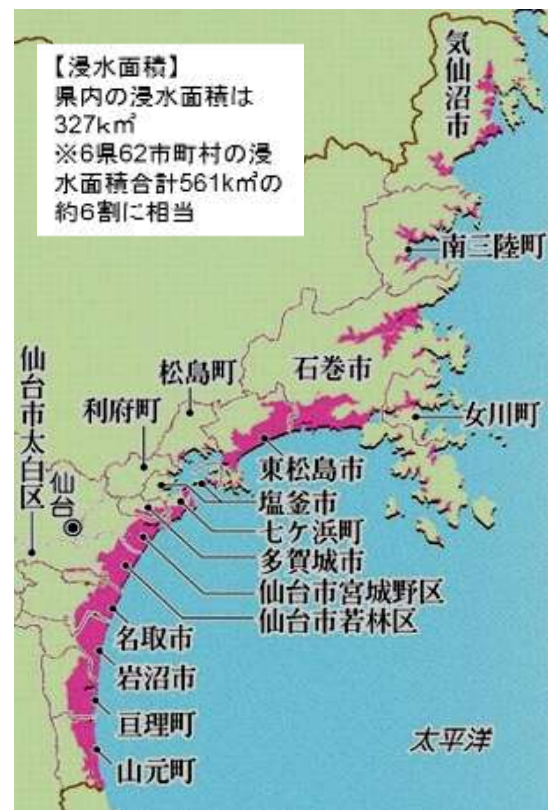 【浸水面積】
県内の浸水面積は
327k㎡
※6県62市町村の浸
水面積合計561k㎡の
約6割に相当
気仙沼市
南三陸町
石巻市
女川町
松島町
利府町
仙台市太白区
仙台
東松島市
塩釜市
七ケ浜町
多賀城市
仙台市宮城野区
仙台市若林区
名取市
岩沼市
亘理町
山元町
太平洋